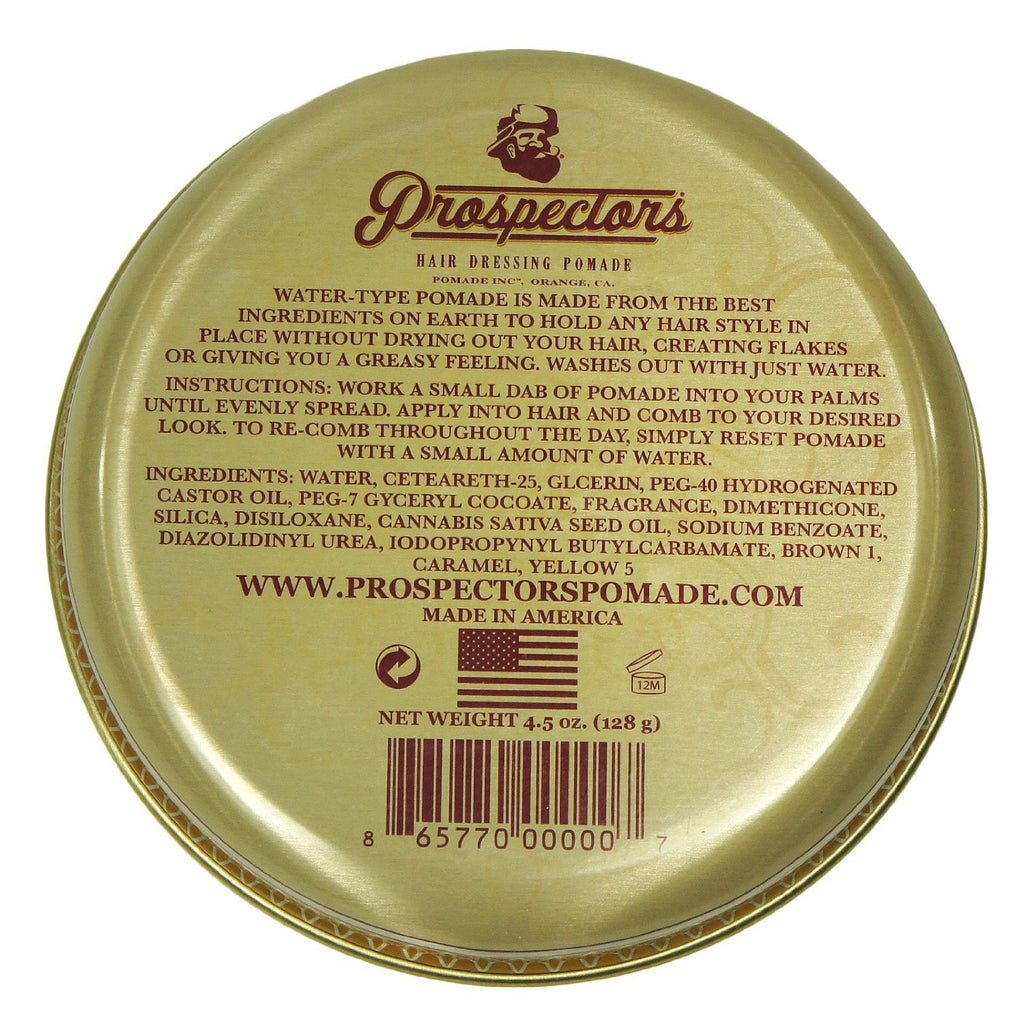 Prospectors
HAIR DRESSING POMADE
POMADE INC™, ORANGE, CA.
WATER-TYPE POMADE IS MADE FROM THE BEST
INGREDIENTS ON EARTH TO HOLD ANY HAIR STYLE IN
PLACE WITHOUT DRYING OUT YOUR HAIR, CREATING FLAKES
OR GIVING YOU A GREASY FEELING. WASHES OUT WITH JUST WATER.
INSTRUCTIONS: WORK A SMALL DAB OF POMADE INTO YOUR PALMS
UNTIL EVENLY SPREAD. APPLY INTO HAIR AND COMB TO YOUR DESIRED
LOOK. TO RE-COMB THROUGHOUT THE DAY, SIMPLY RESET POMADE
WITH A SMALL AMOUNT OF WATER.
INGREDIENTS: WATER, CETEARETH-25, GLCERIN, PEG-40 HYDROGENATED
CASTOR OIL, PEG-7 GYCERYL COCOATE, FRAGRANCE, DIMETHICONE,
SILICA, DISILOXANE, CANNABIS SATIVA SEED OIL, SODIUM BENZOATE,
DIAZOLIDINYL UREA, IODOPROPYNYL BUTYLCARBAMATE, BROWN 1,
CARAMEL, YELLOW 5
WWW.PROSPECTORSPOMADE.COM
MADE IN AMERICA
12M
NET WEIGHT 4.5 oz. (128 g)
8 65770 00000 7